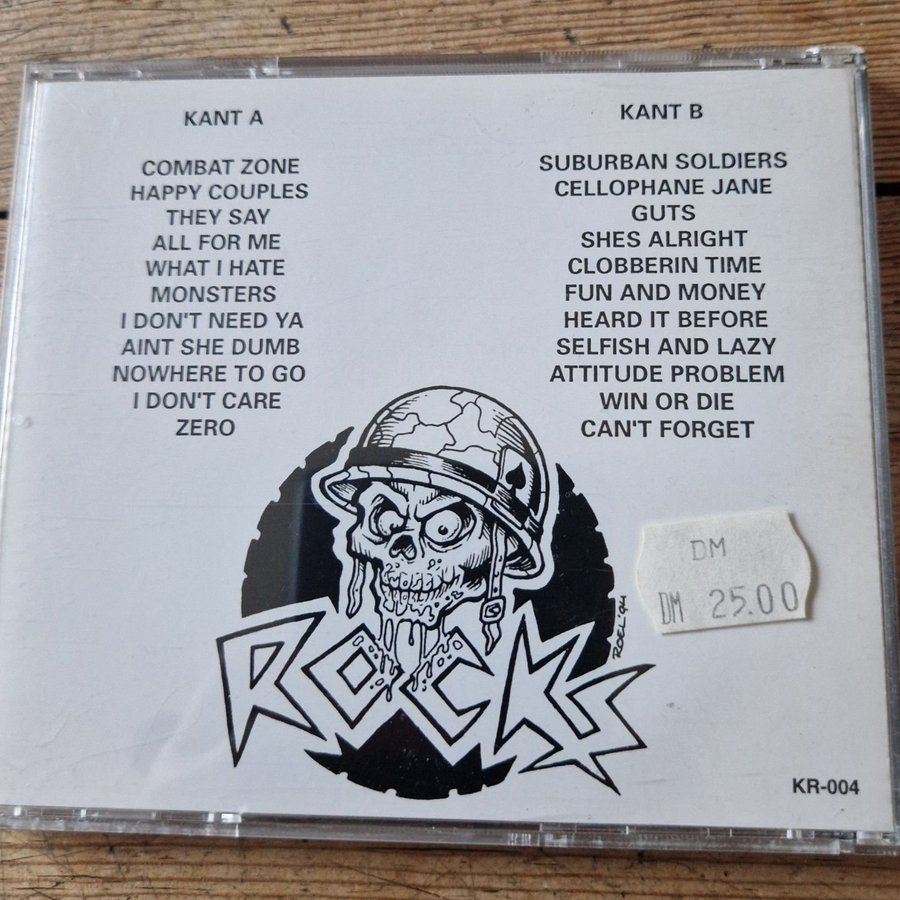 KANT A
COMBAT ZONE
HAPPY COUPLES
THEY SAY
ALL FOR ME
WHAT I HATE
MONSTERS
I DON'T NEED YA
AINT SHE DUMB
NOWHERE TO GO
I DON'T CARE
ZERO
KANT B
SUBURBAN SOLDIERS
CELLOPHANE JANE
GUTS
SHES ALRIGHT
CLOBBERIN TIME
FUN AND MONEY
HEARD IT BEFORE
SELFISH AND LAZY
ATTITUDE PROBLEM
WIN OR DIE
CAN'T FORGET
DM
DM 25.00
ROEL '94
ROCKS
KR-004